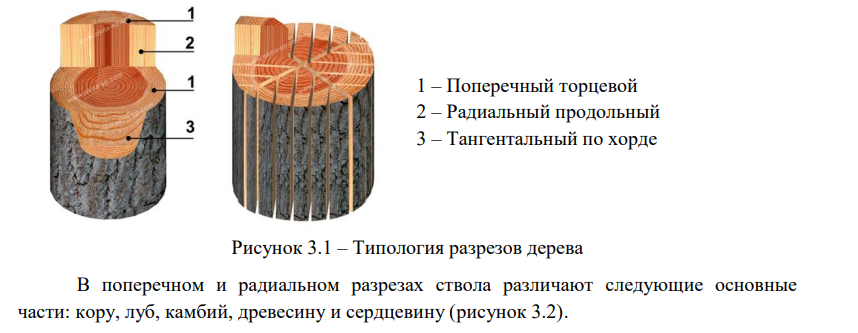 1
2
1
3
1 – Поперечный торцевой
2 – Радиальный продольный
3 – Тангентальный по хорде
Рисунок 3.1 – Типология разрезов дерева
В поперечном и радиальном разрезах ствола различают следующие основные
части: кору, луб, камбий, древесину и сердцевину (рисунок 3.2).